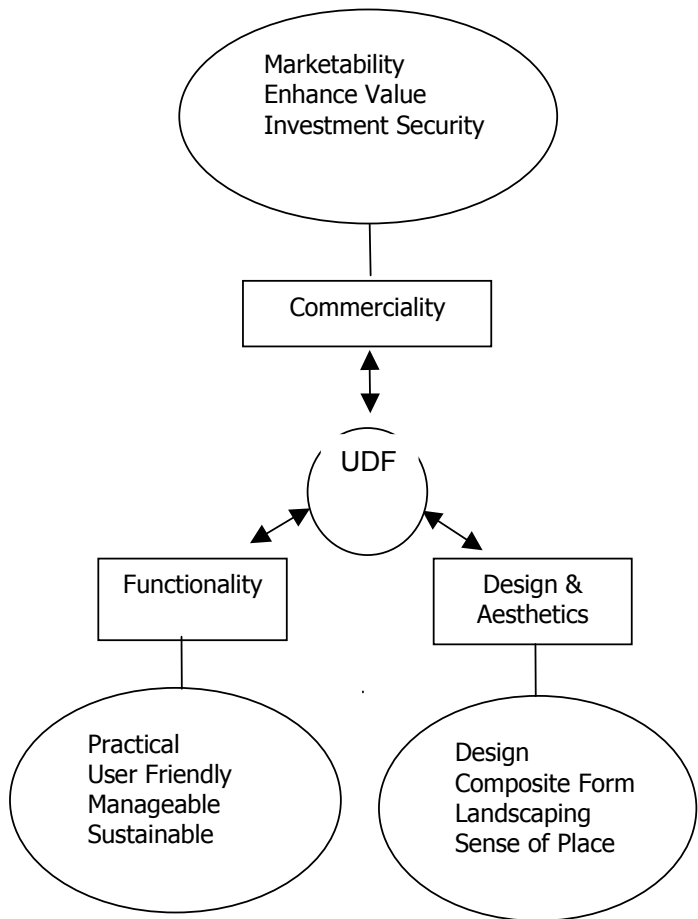 Marketability
Enhance Value
Investment Security
Commerciality
UDF
Functionality
Design &
Aesthetics
Practical
User Friendly
Manageable
Sustainable
Design
Composite Form
Landscaping
Sense of Place